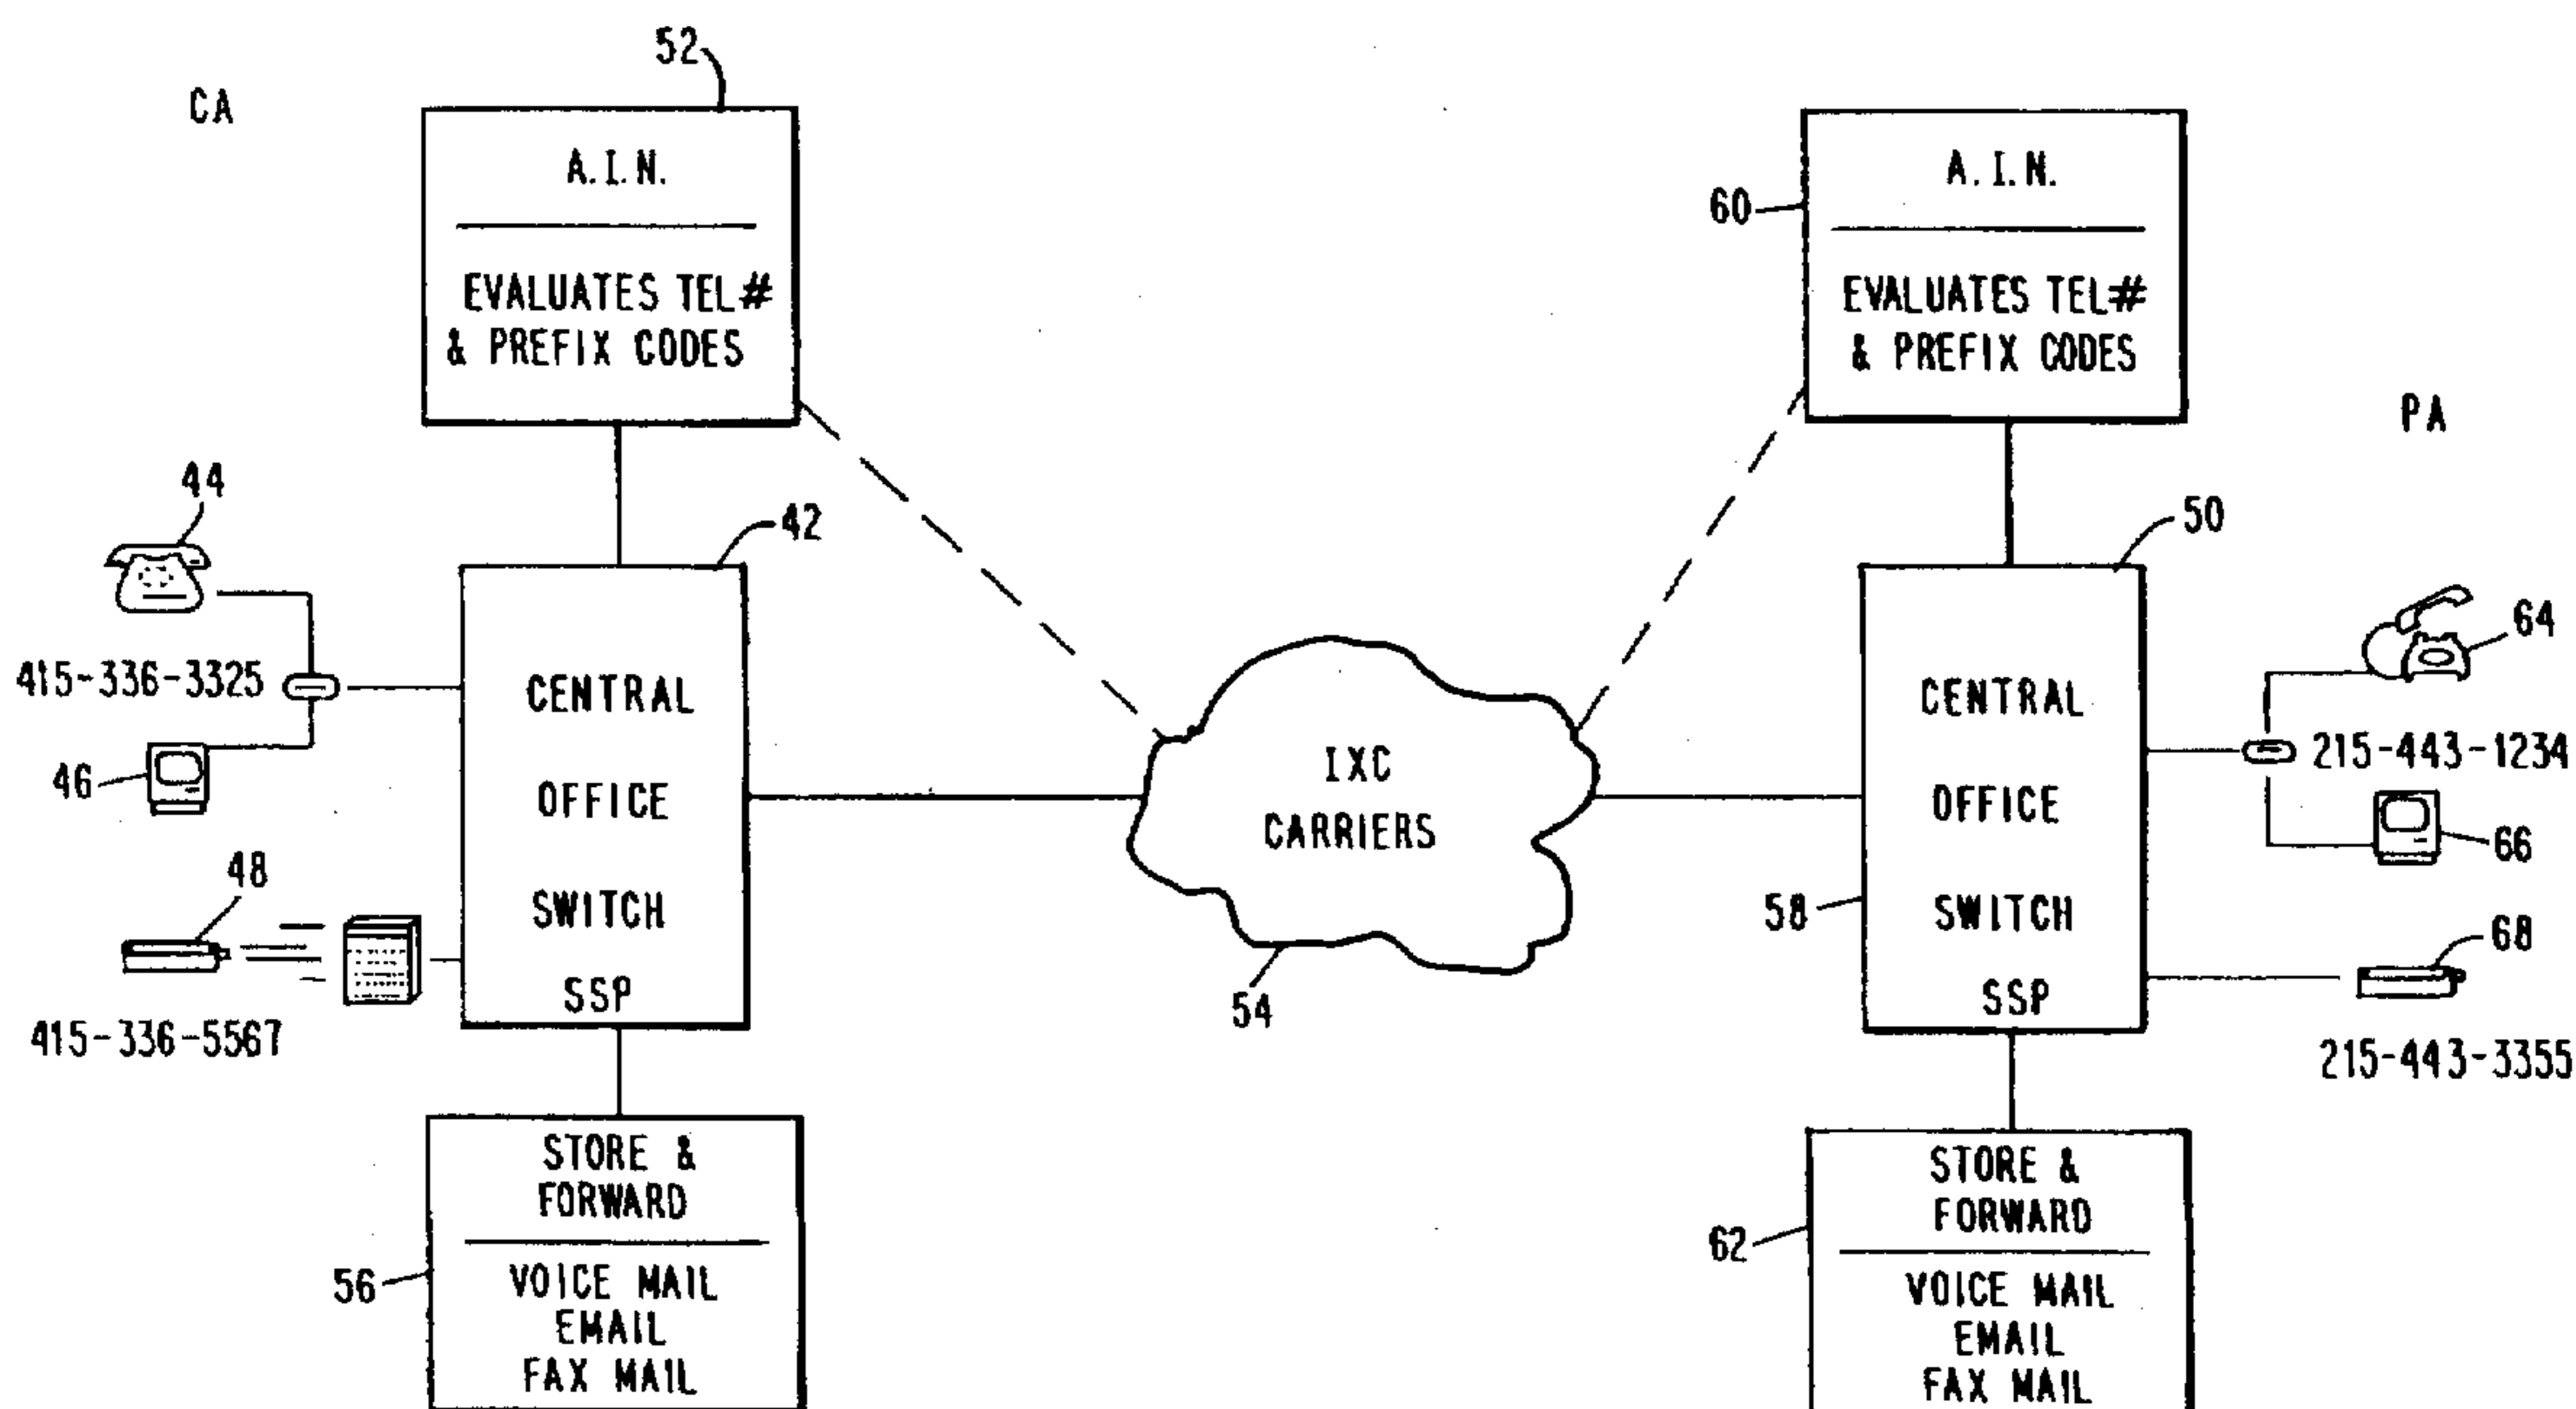 52
CA
A.I.N.
EVALUATES TEL#
& PREFIX CODES
60
A.I.N.
EVALUATES TEL#
& PREFIX CODES
PA
44
42
415-336-3325
46
48
415-336-5567
CENTRAL
OFFICE
SWITCH
SSP
IXC
CARRIERS
54
50
CENTRAL
OFFICE
SWITCH
SSP
58
64
215-443-1234
66
68
215-443-3355
STORE &
FORWARD
VOICE MAIL
EMAIL
FAX MAIL
56
STORE &
FORWARD
VOICE MAIL
EMAIL
FAX MAIL
62